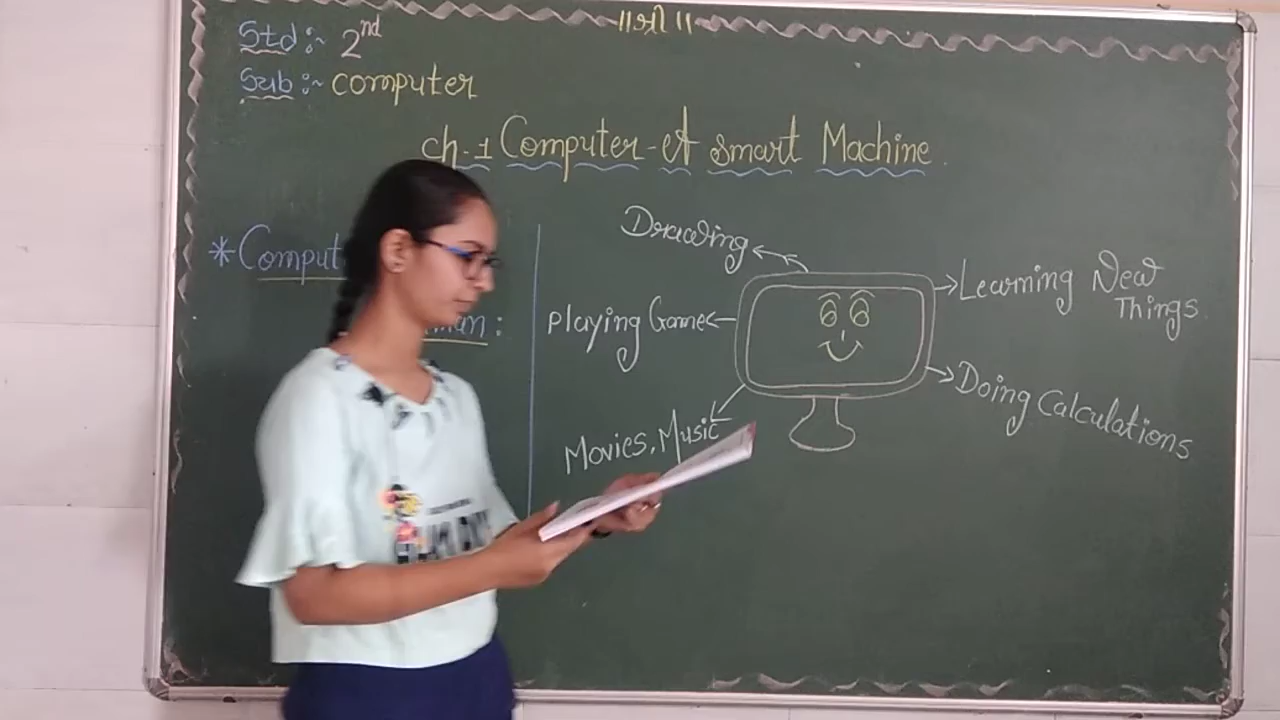 ॥श्री॥
Std :~ 2nd
Sub :~ computer
ch-1 Computer-A smart Machine.
*Comput
:
Drawing
Playing Game
Movies, Music
Learning New
Things.
Doing Calculations